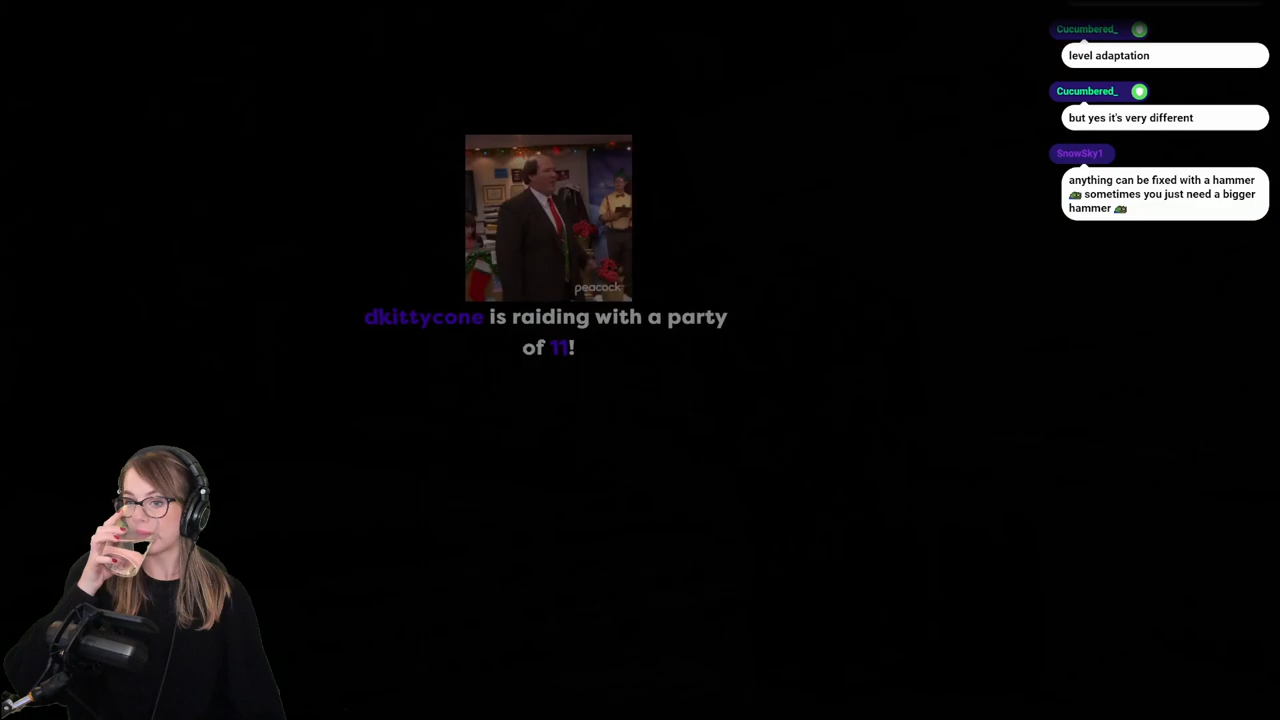 Cucumbered_
level adaptation
Cucumbered_
but yes it's very different
SnowSky1
anything can be fixed with a hammer
sometimes you just need a bigger
hammer
peacock
dkittycone is raiding with a party
of 11!